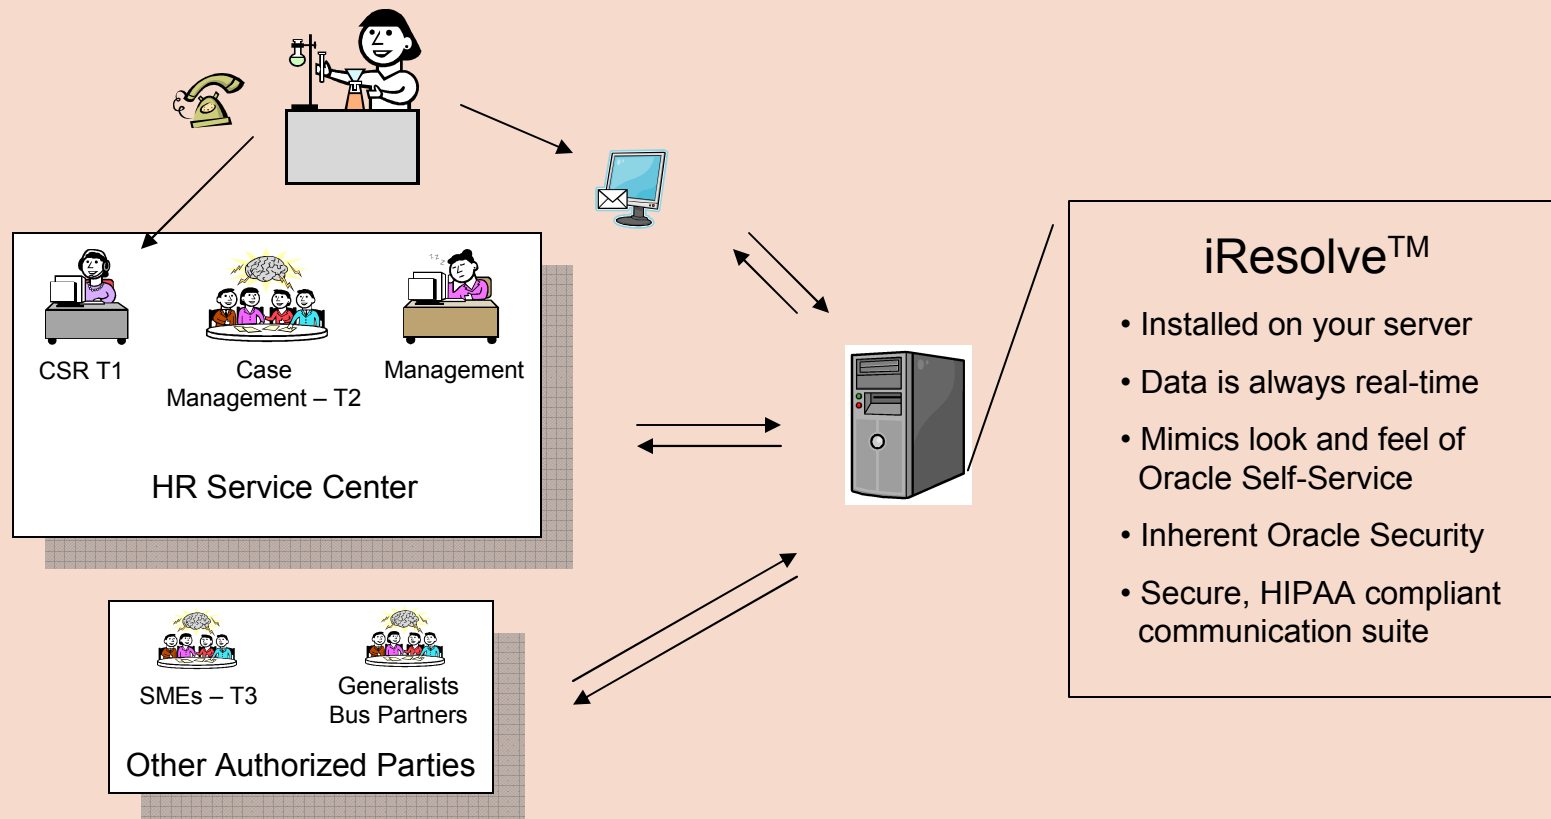 CSR T1
Case
Management – T2
Management
HR Service Center
SMEs – T3
Generalists
Bus Partners
Other Authorized Parties
iResolve™
• Installed on your server
• Data is always real-time
• Mimics look and feel of
Oracle Self-Service
• Inherent Oracle Security
• Secure, HIPAA compliant
communication suite